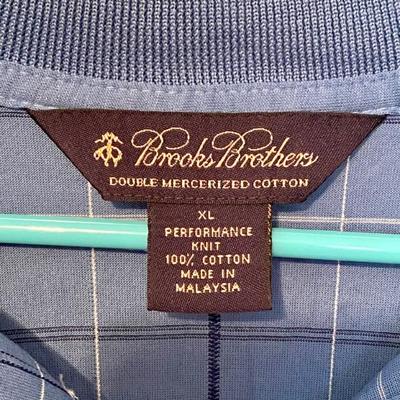 Brooks Brothers
DOUBLE MERCERIZED COTTON
XL
PERFORMANCE
KNIT
100% COTTON
MADE IN
MALAYSIA